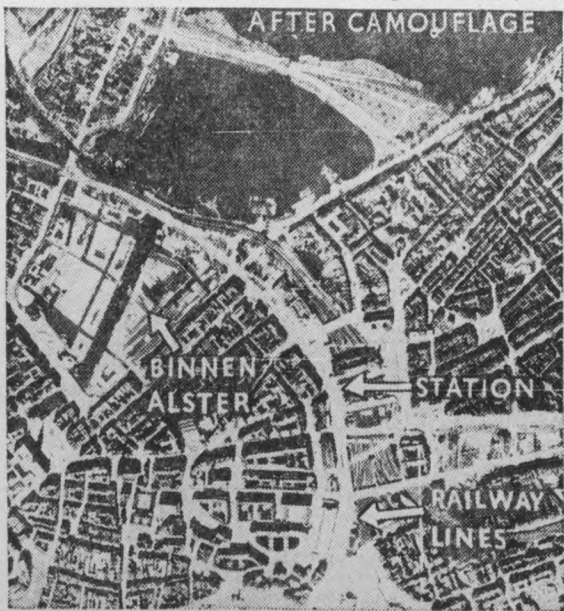 AFTER CAMOUFLAGE
BINNEN
ALSTER
STATION
RAILWAY
LINES